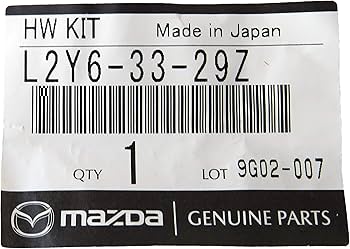 HW KIT Made in Japan
L2Y6-33-29Z
QTY 1 LOT 9G02-007
mazda GENUINE PARTS